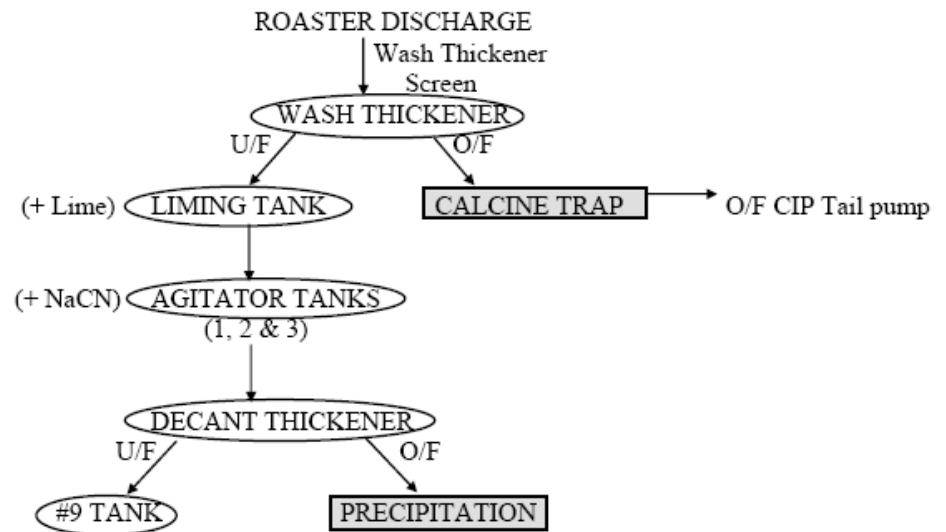 ROASTER DISCHARGE
Wash Thickener
Screen
WASH THICKENER
U/F
O/F
(+ Lime)
LIMING TANK
CALCINE TRAP
O/F CIP Tail pump
(+ NaCN)
AGITATOR TANKS
(1, 2 & 3)
DECANT THICKENER
U/F
O/F
#9 TANK
PRECIPITATION